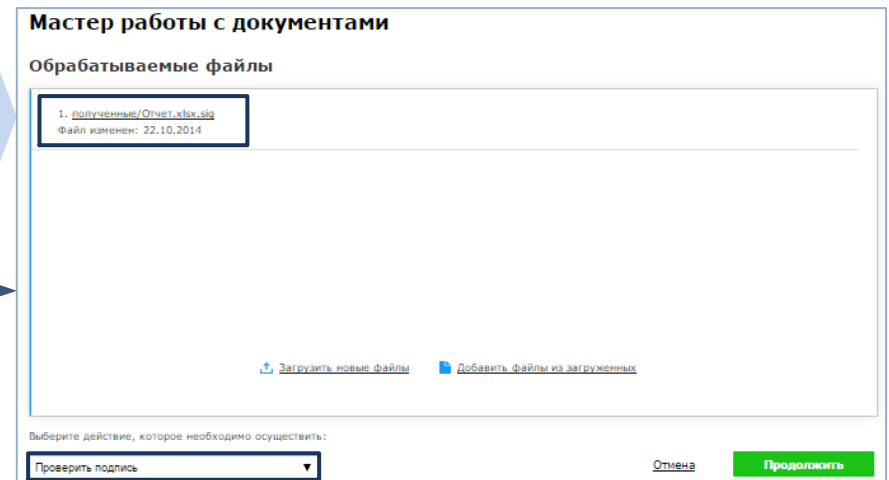 Мастер работы с документами
Обрабатываемые файлы
1. полученные/Отчет.xlsx.sig
Файл изменен: 22.10.2014
Загрузить новые файлы Добавить файлы из загруженных
Выберите действие, которое необходимо осуществить:
Проверить подпись ▼ Отмена Продолжить